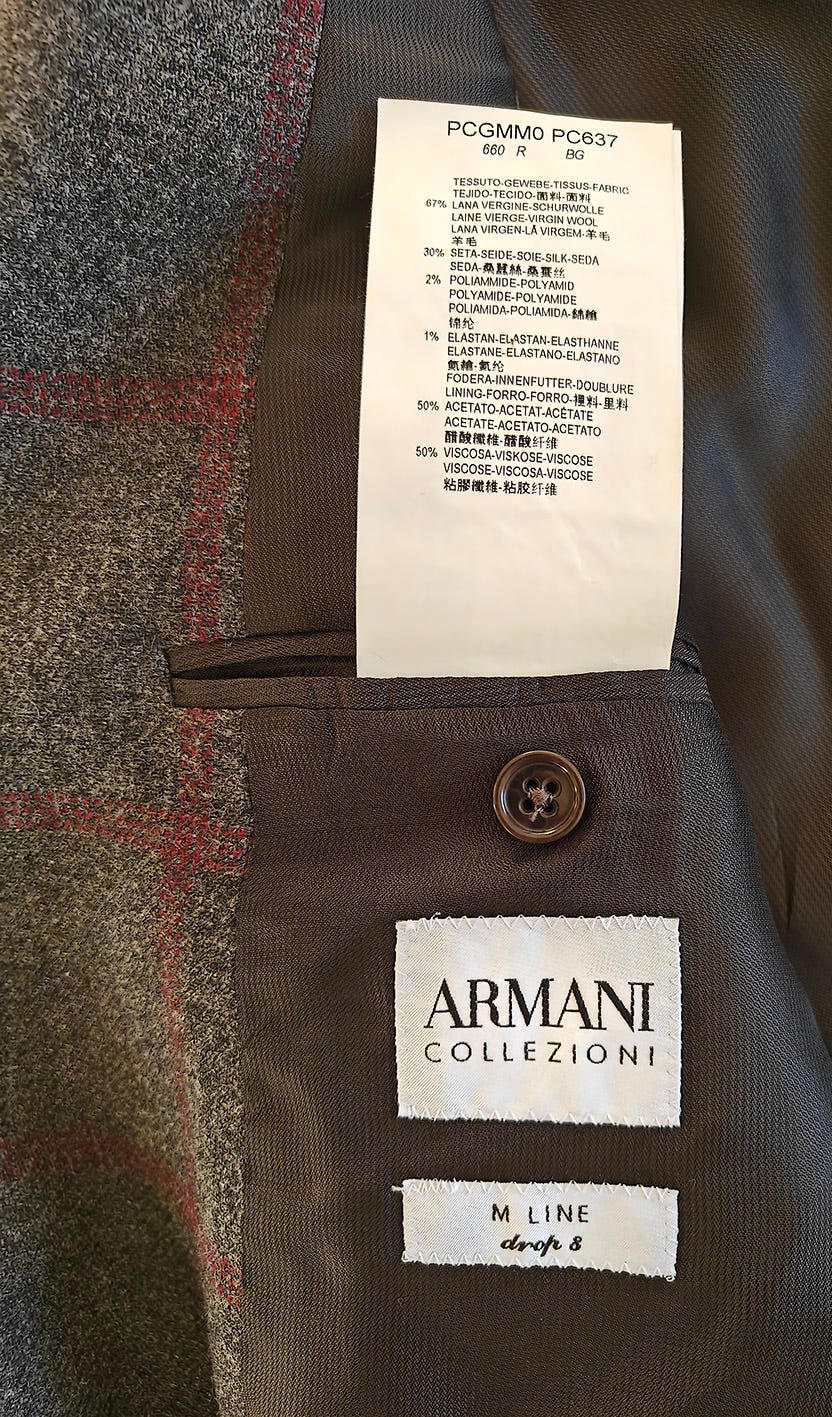 PCGMM0 PC637
660 R BG
TESSUTO-GEWEBE-TISSUS-FABRIC
TEJIDO-TECIDO-面料-面料
67% LANA VERGINE-SCHURWOLLE
LAINE VIERGE-VIRGIN WOOL
LANA VIRGEN-LÃ VIRGEM-羊毛
羊毛
30% SETA-SEIDE-SOIE-SILK-SEDA
SEDA-桑蠶絲-桑蚕丝
2% POLIAMMIDE-POLYAMID
POLYAMIDE-POLYAMIDE
POLIAMIDA-POLIAMIDA-錦綸
锦纶
1% ELASTAN-ELASTAN-ELASTHANNE
ELASTANE-ELASTANO-ELASTANO
氨綸-氨纶
FODERA-INNENFUTTER-DOUBLURE
LINING-FORRO-FORRO-裡料-里料
50% ACETATO-ACETAT-ACÉTATE
ACETATE-ACETATO-ACETATO
醋酸纖維-醋酸纤维
50% VISCOSA-VISKOSE-VISCOSE
VISCOSE-VISCOSA-VISCOSE
粘膠纖維-粘胶纤维
ARMANI
COLLEZIONI
M LINE
drop 8